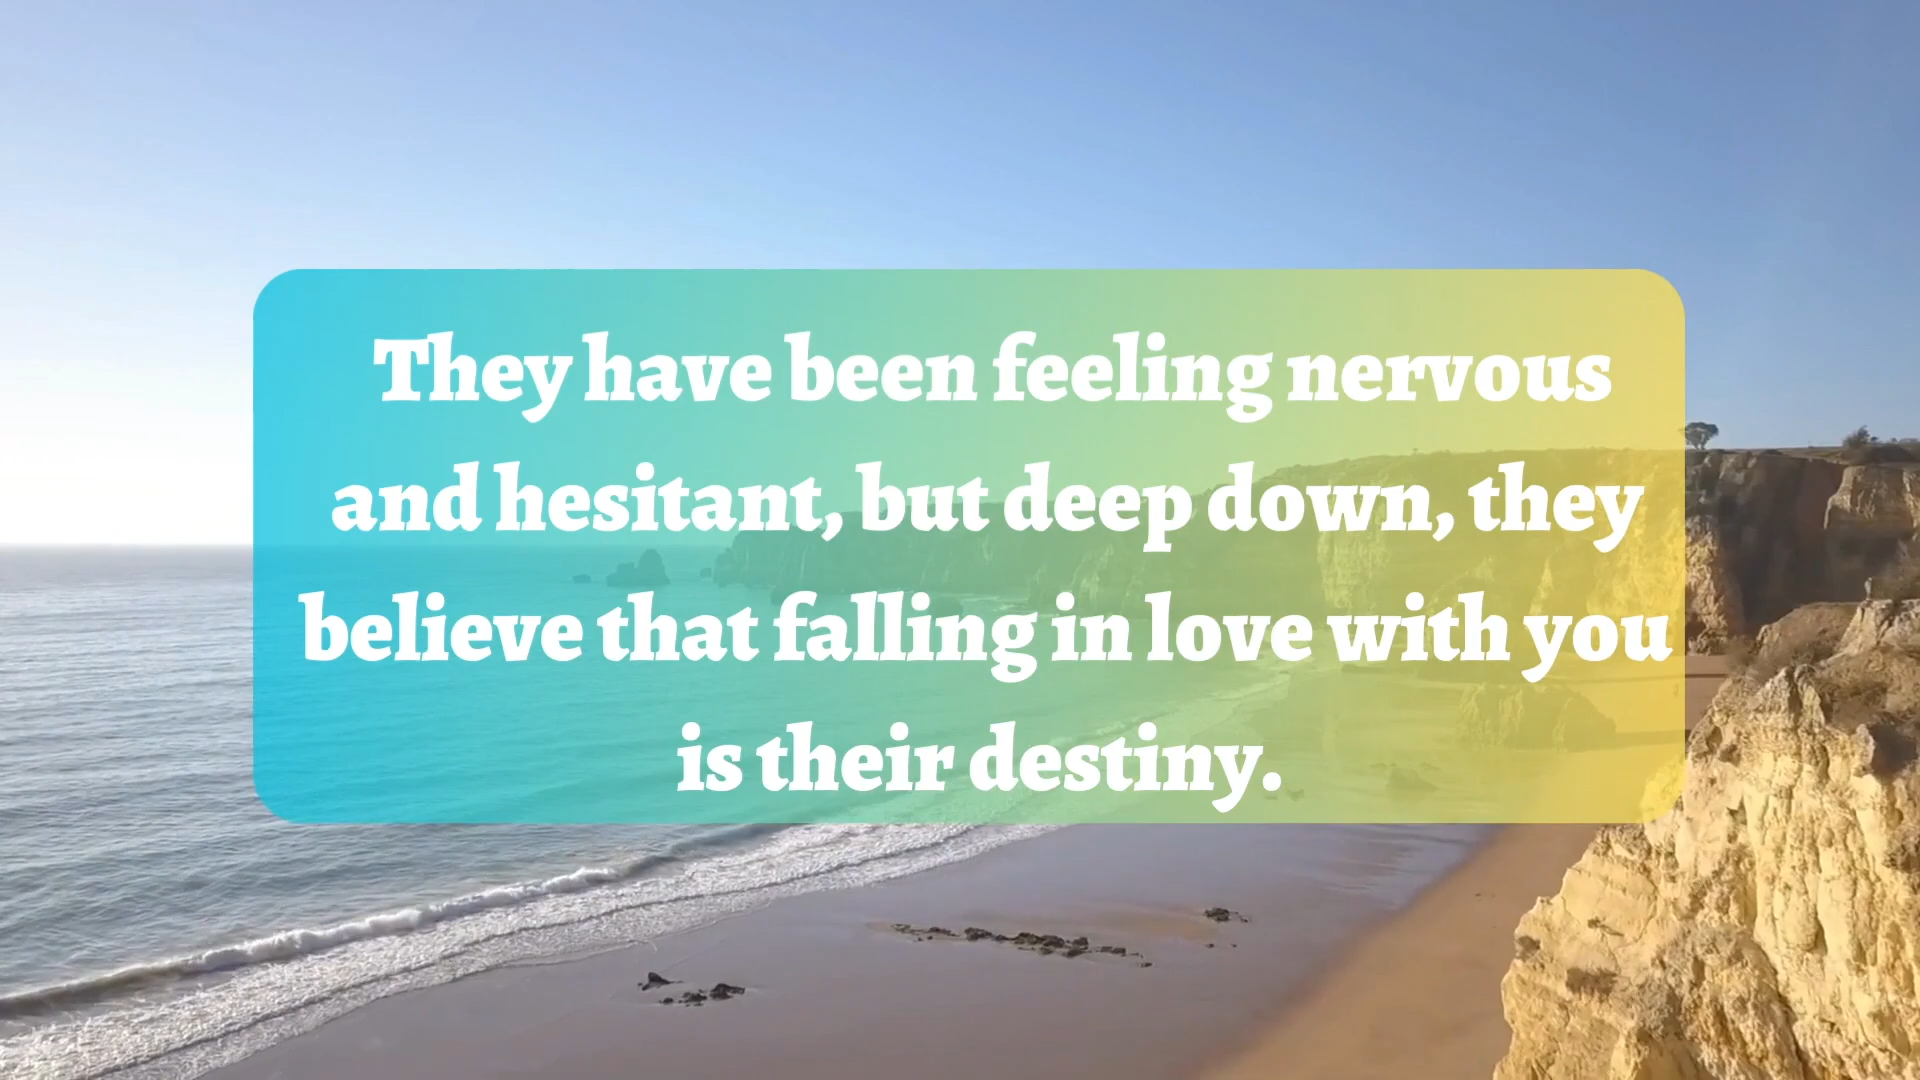 They have been feeling nervous
and hesitant, but deep down, they
believe that falling in love with you
is their destiny.